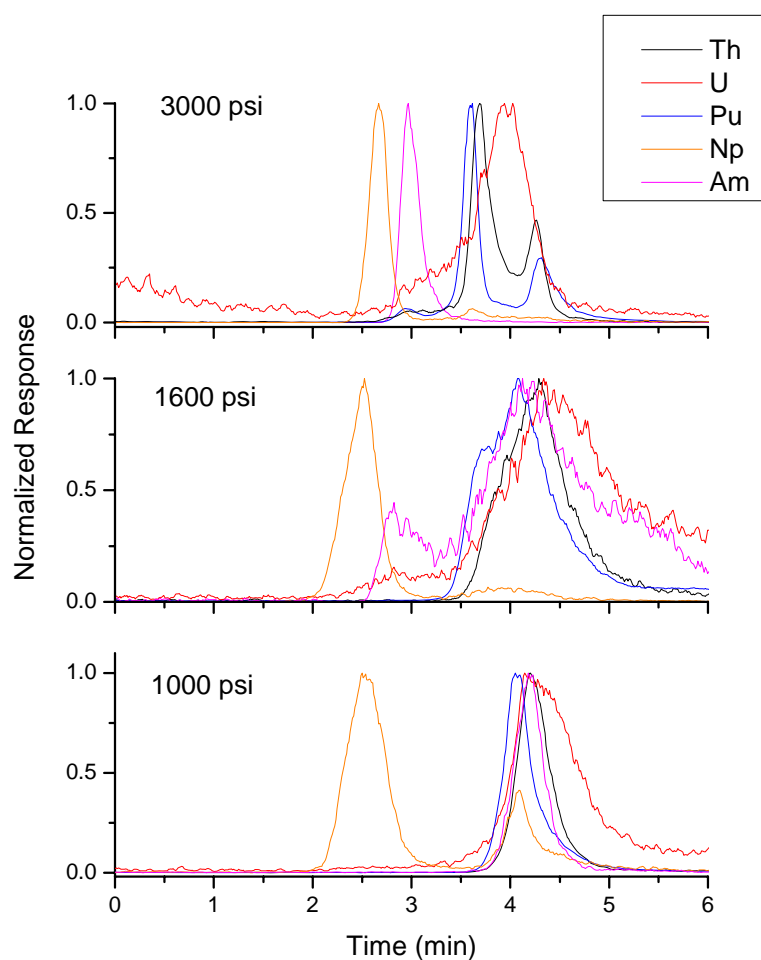 Th
U
Pu
Np
Am
3000 psi
1.0
0.5
0.0
1600 psi
1.0
0.5
0.0
1000 psi
1.0
0.5
0.0
0 1 2 3 4 5 6
Time (min)
Normalized Response